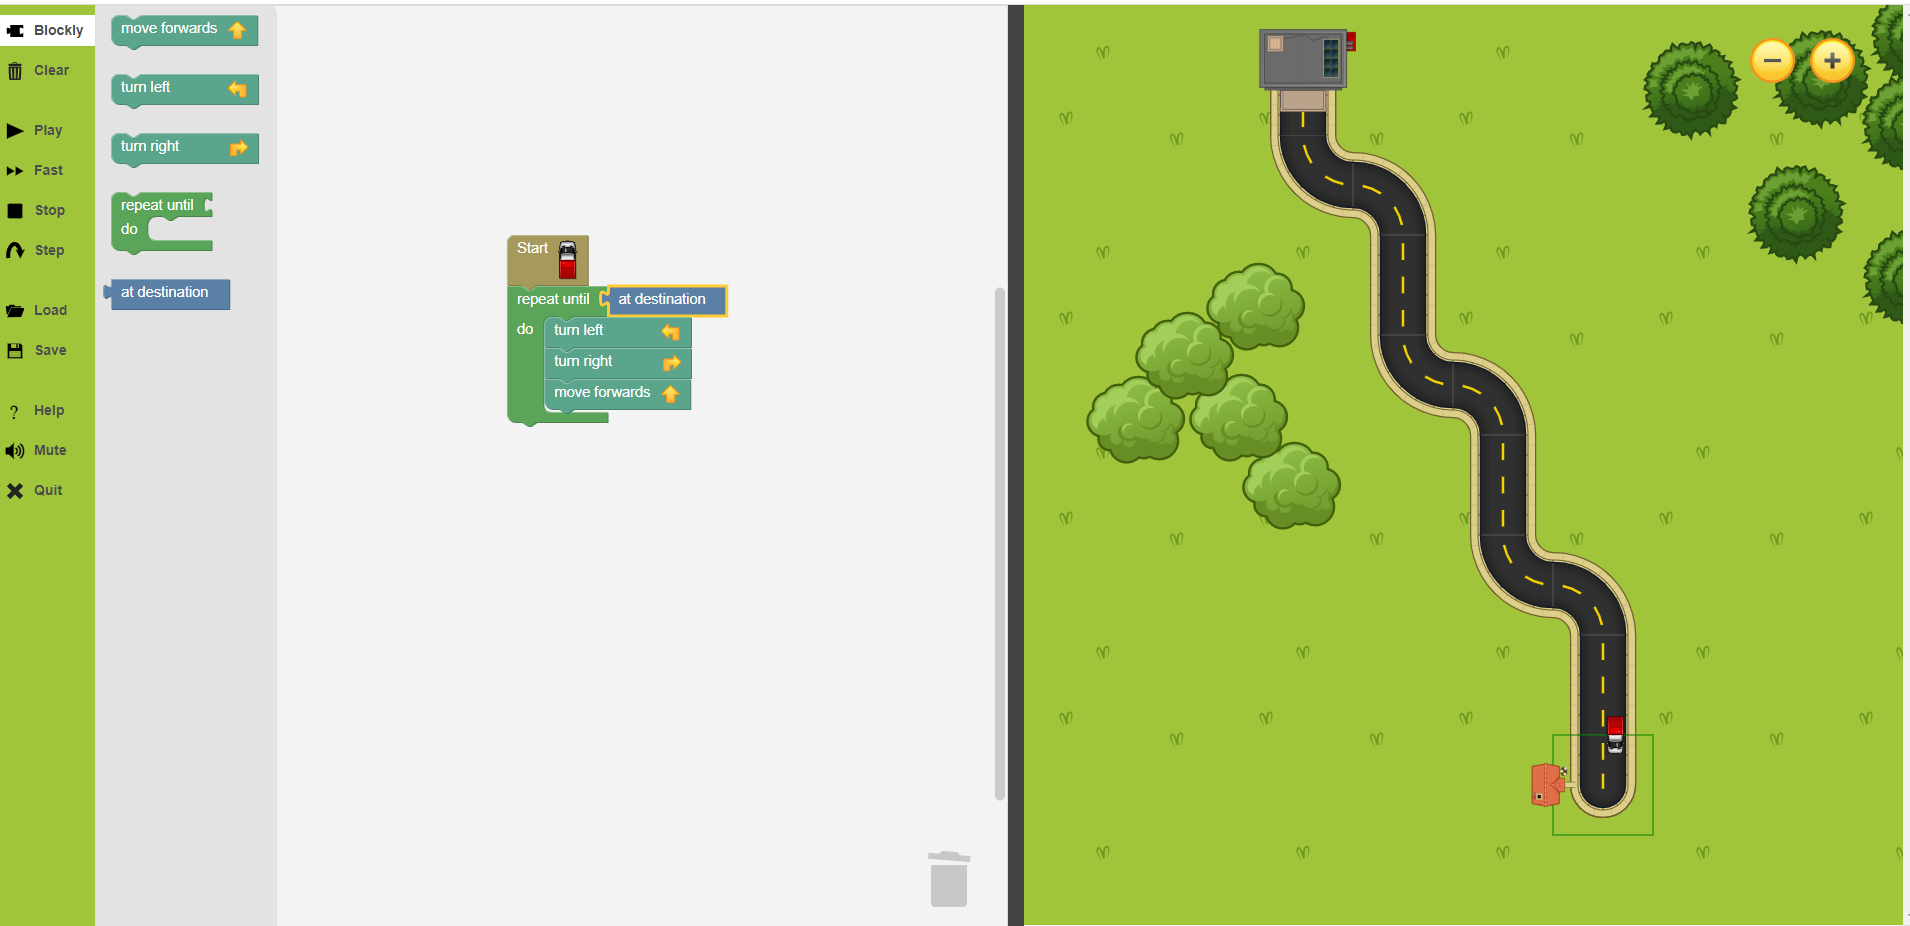 Blockly
Clear
Play
Fast
Stop
Step
Load
Save
? Help
Mute
Quit
move forwards
turn left
turn right
repeat until
do
at destination
Start
repeat until at destination
do turn left
turn right
move forwards
− +